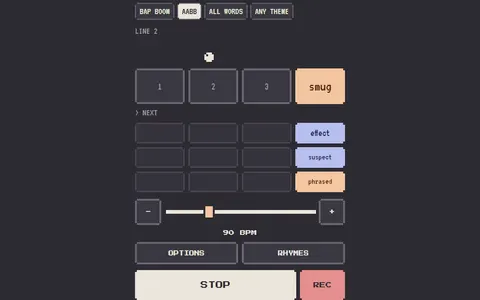 BAP BOOM AABB ALL WORDS ANY THEME
LINE 2
1 2 3 smug
> NEXT
effect
suspect
phrased
- +
90 BPM
OPTIONS RHYMES
STOP REC